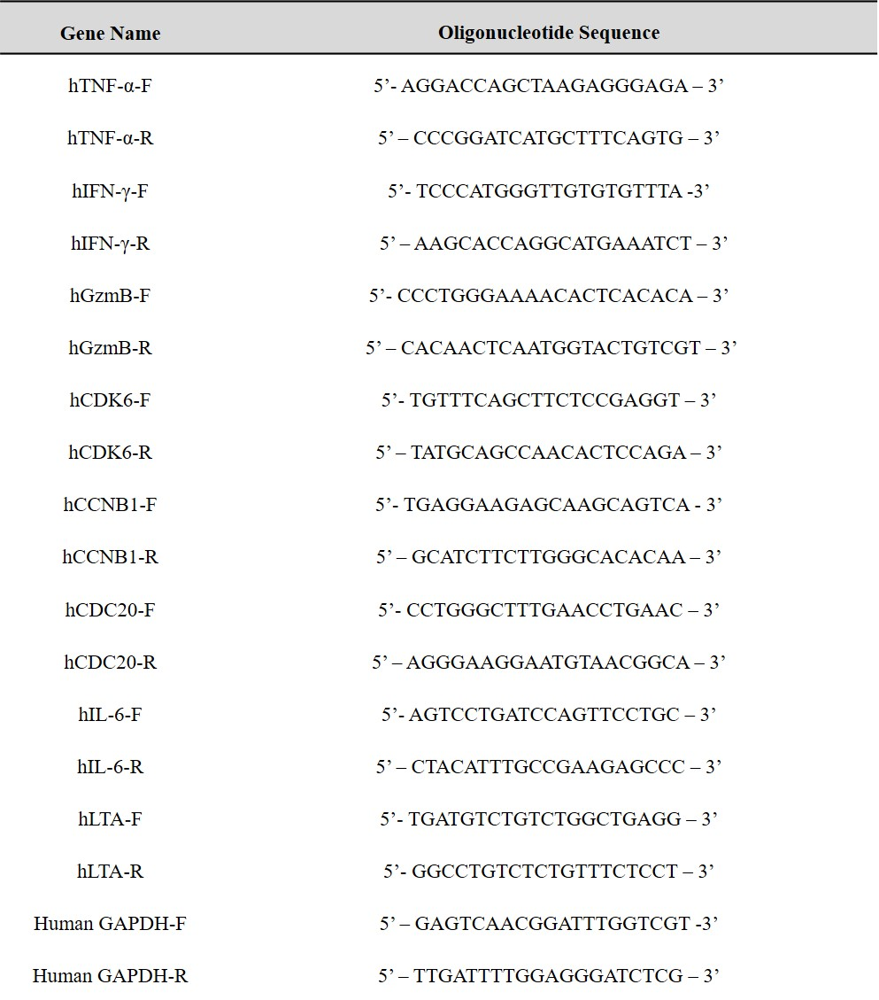 Gene Name Oligonucleotide Sequence
hTNF-α-F 5’- AGGACCAGCTAAGAGGGAGA – 3’
hTNF-α-R 5’ – CCCGGATCATGCTTTCAGTG – 3’
hIFN-γ-F 5’- TCCCATGGGTTGTGTGTTTA -3’
hIFN-γ-R 5’ – AAGCACCAGGCATGAAATCT – 3’
hGzmB-F 5’- CCCTGGGAAAACACTCACACA – 3’
hGzmB-R 5’ – CACAACTCAATGGTACTGTCGT – 3’
hCDK6-F 5’- TGTTTCAGCTTCTCCGAGGT – 3’
hCDK6-R 5’ – TATGCAGCCAACACTCCAGA – 3’
hCCNB1-F 5’- TGAGGAAGAGCAAGCAGTCA - 3’
hCCNB1-R 5’ – GCATCTTCTTGGGCACACAA – 3’
hCDC20-F 5’- CCTGGGCTTTGAACCTGAAC – 3’
hCDC20-R 5’ – AGGGAAGGAATGTAACGGCA – 3’
hIL-6-F 5’- AGTCCTGATCCAGTTCCTGC – 3’
hIL-6-R 5’ – CTACATTTGCCGAAGAGCCC – 3’
hLTA-F 5’- TGATGTCTGTCTGGCTGAGG – 3’
hLTA-R 5’- GGCCTGTCTCTGTTTCTCCT – 3’
Human GAPDH-F 5’ – GAGTCAACGGATTTGGTCGT -3’
Human GAPDH-R 5’ – TTGATTTTGGAGGGATCTCG – 3’